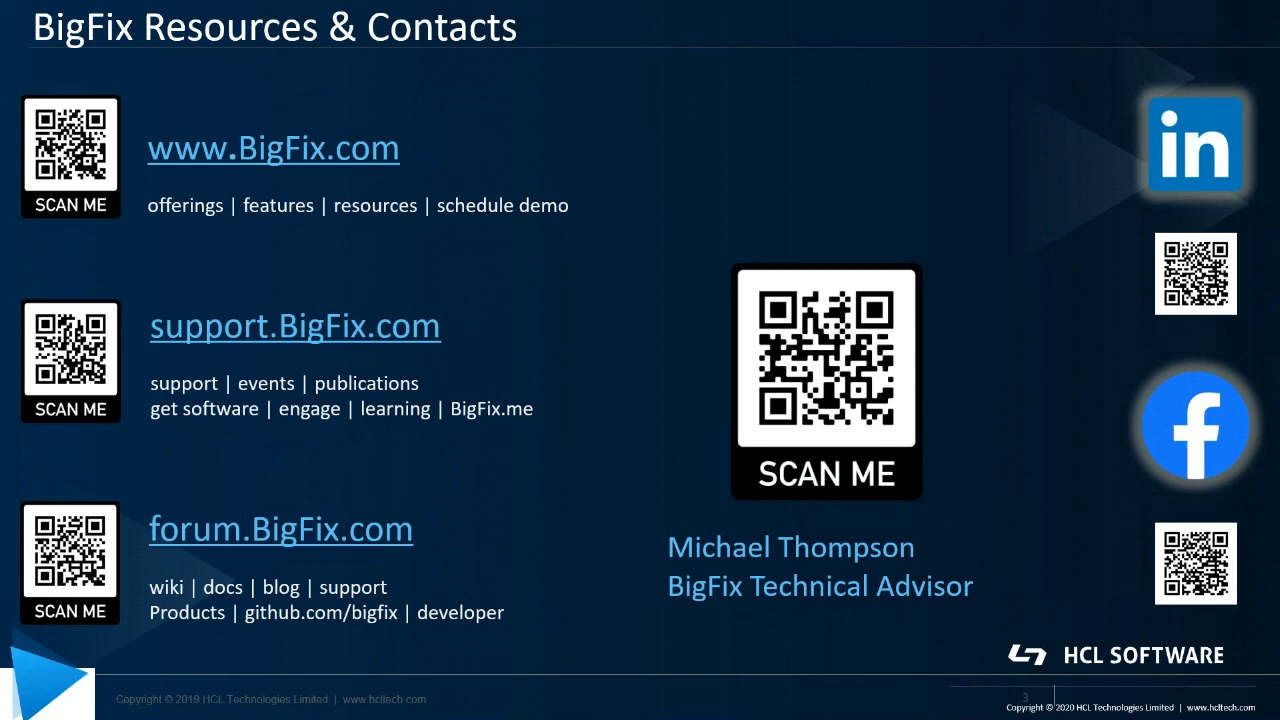 BigFix Resources & Contacts
SCAN ME
www.BigFix.com
offerings | features | resources | schedule demo
SCAN ME
support.BigFix.com
support | events | publications
get software | engage | learning | BigFix.me
SCAN ME
forum.BigFix.com
wiki | docs | blog | support
Products | github.com/bigfix | developer
SCAN ME
Michael Thompson
BigFix Technical Advisor
in
f
HCL SOFTWARE
Copyright © 2019 HCL Technologies Limited | www.hcltech.com
3
Copyright © 2020 HCL Technologies Limited | www.hcltech.com